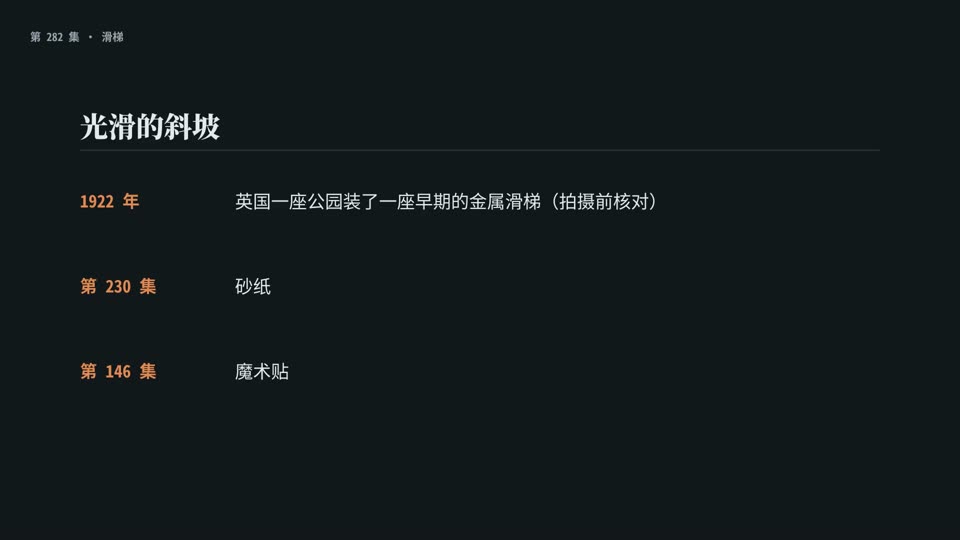 第 282 集 · 滑梯
光滑的斜坡
1922 年 英国一座公园装了一座早期的金属滑梯（拍摄前核对）
第 230 集 砂纸
第 146 集 魔术贴